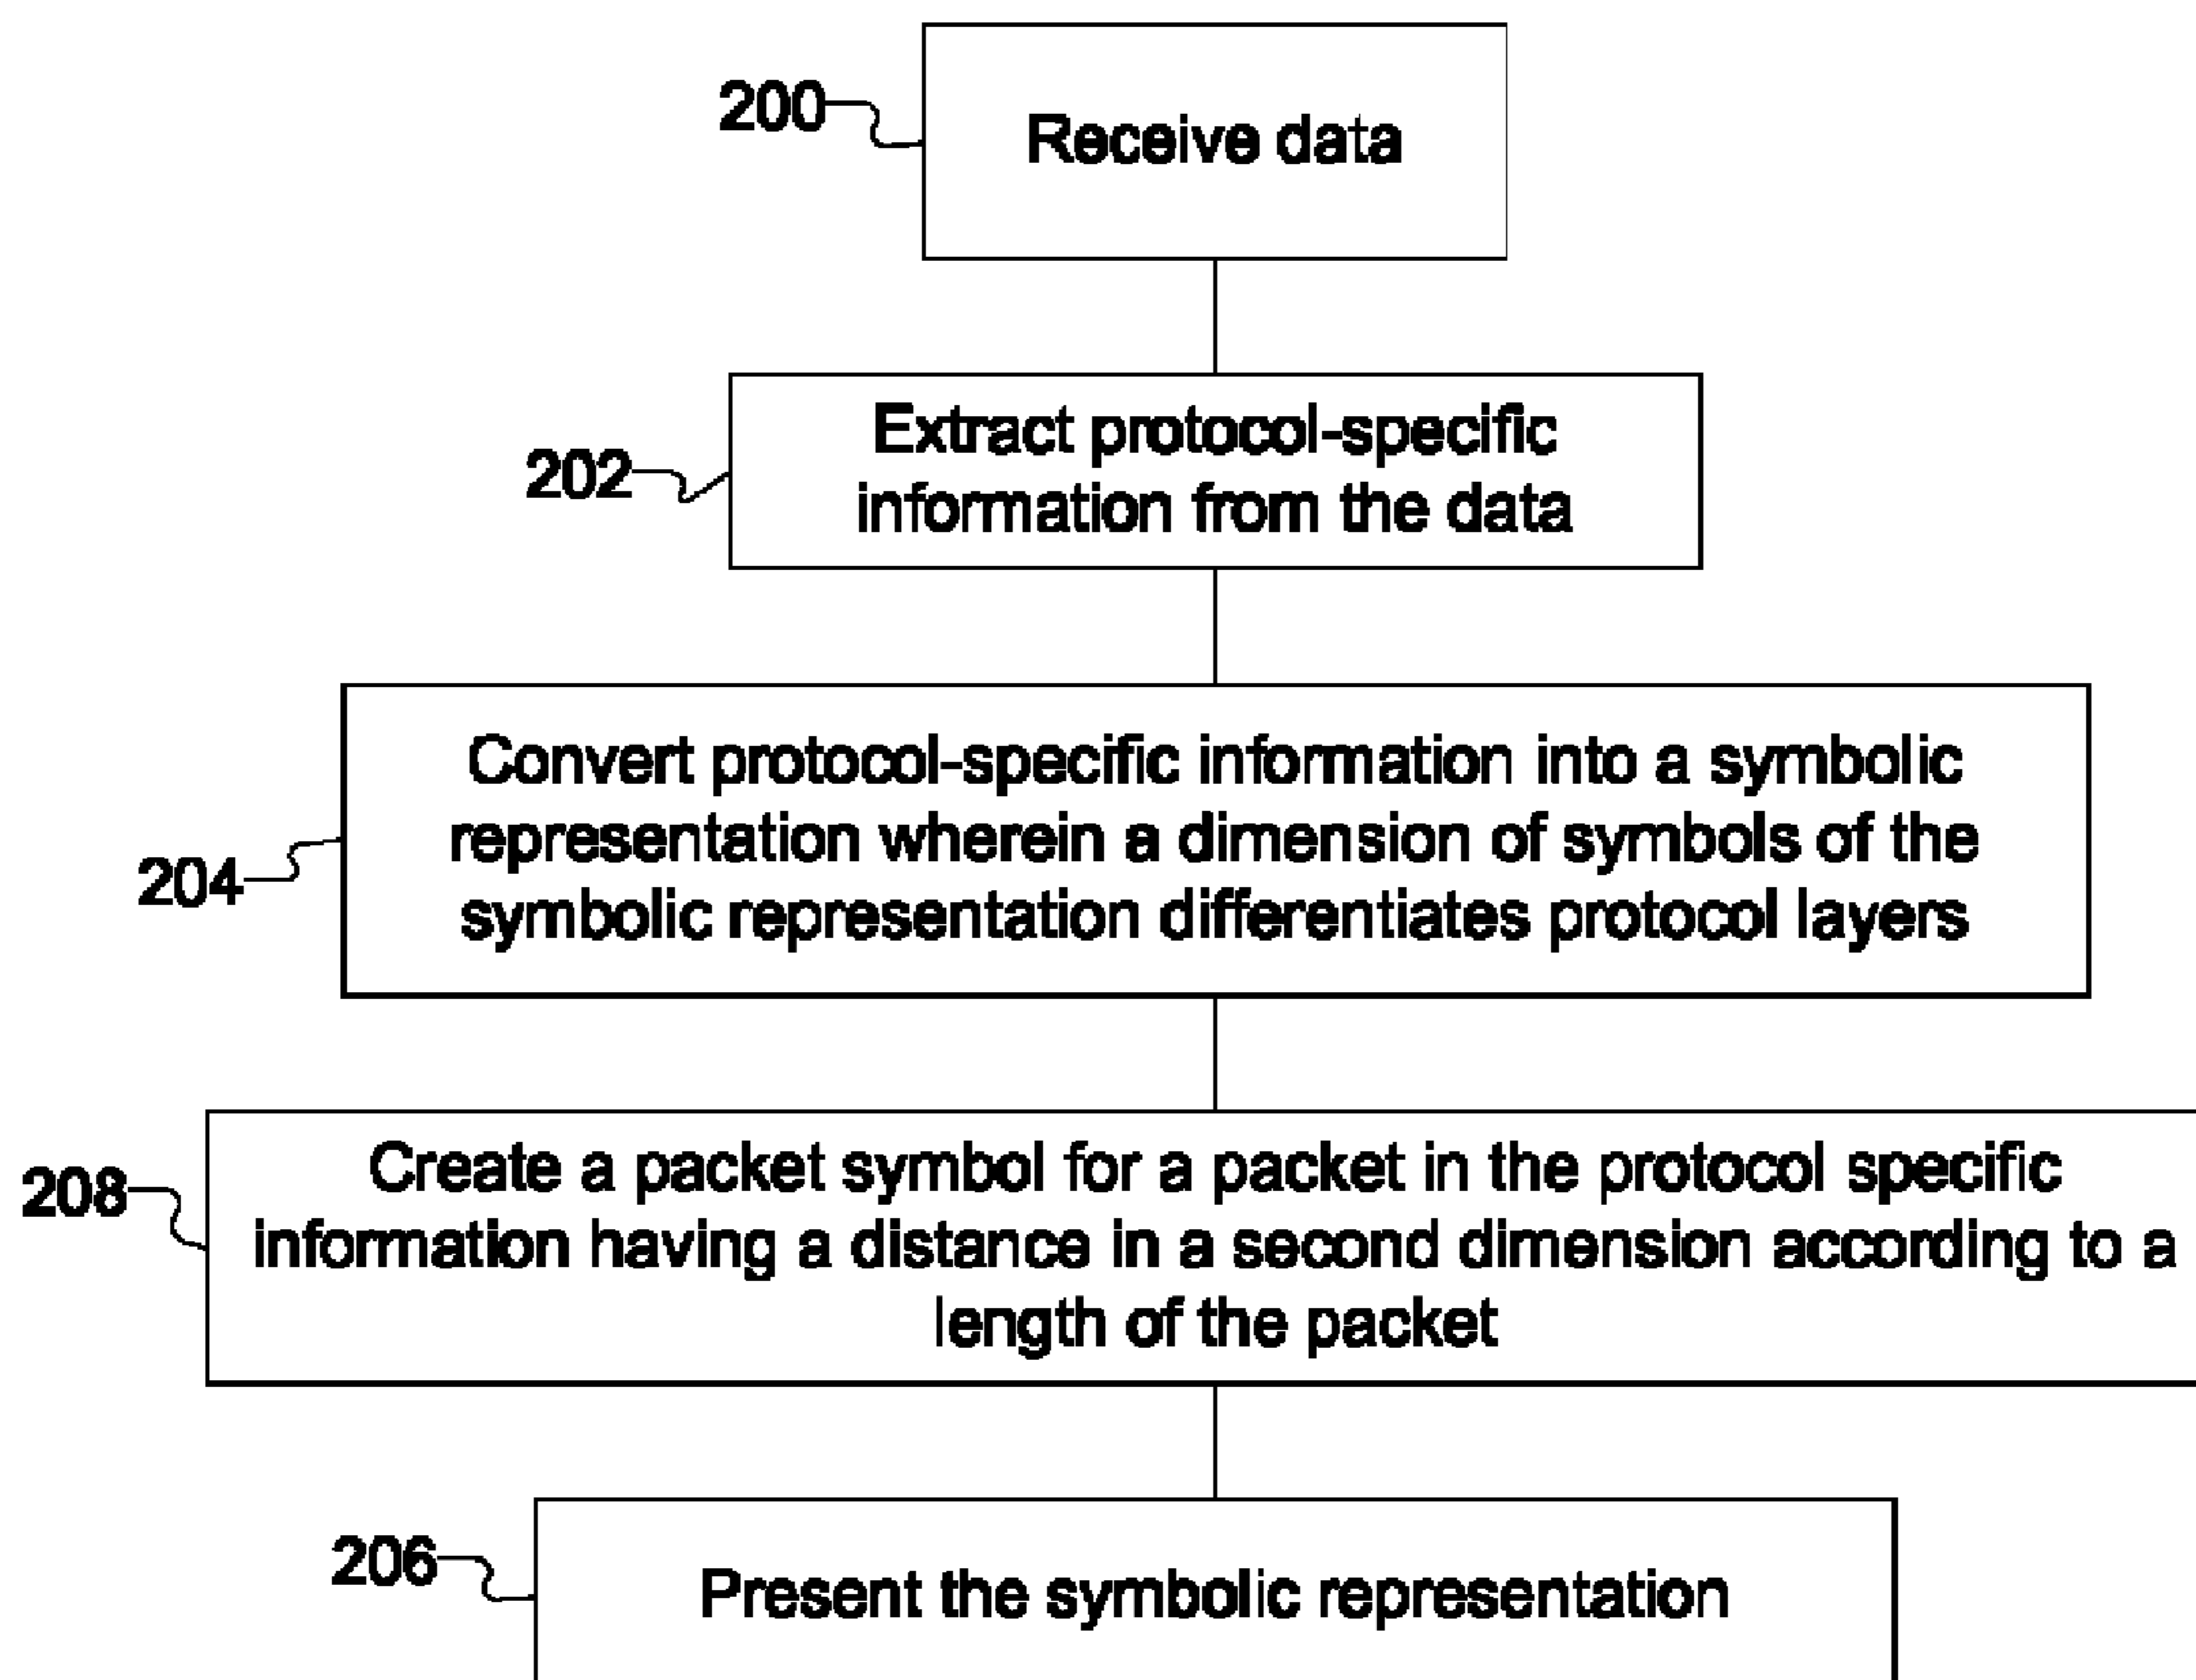 200
Receive data
202
Extract protocol-specific
information from the data
204
Convert protocol-specific information into a symbolic
representation wherein a dimension of symbols of the
symbolic representation differentiates protocol layers
208
Create a packet symbol for a packet in the protocol specific
information having a distance in a second dimension according to a
length of the packet
206
Present the symbolic representation